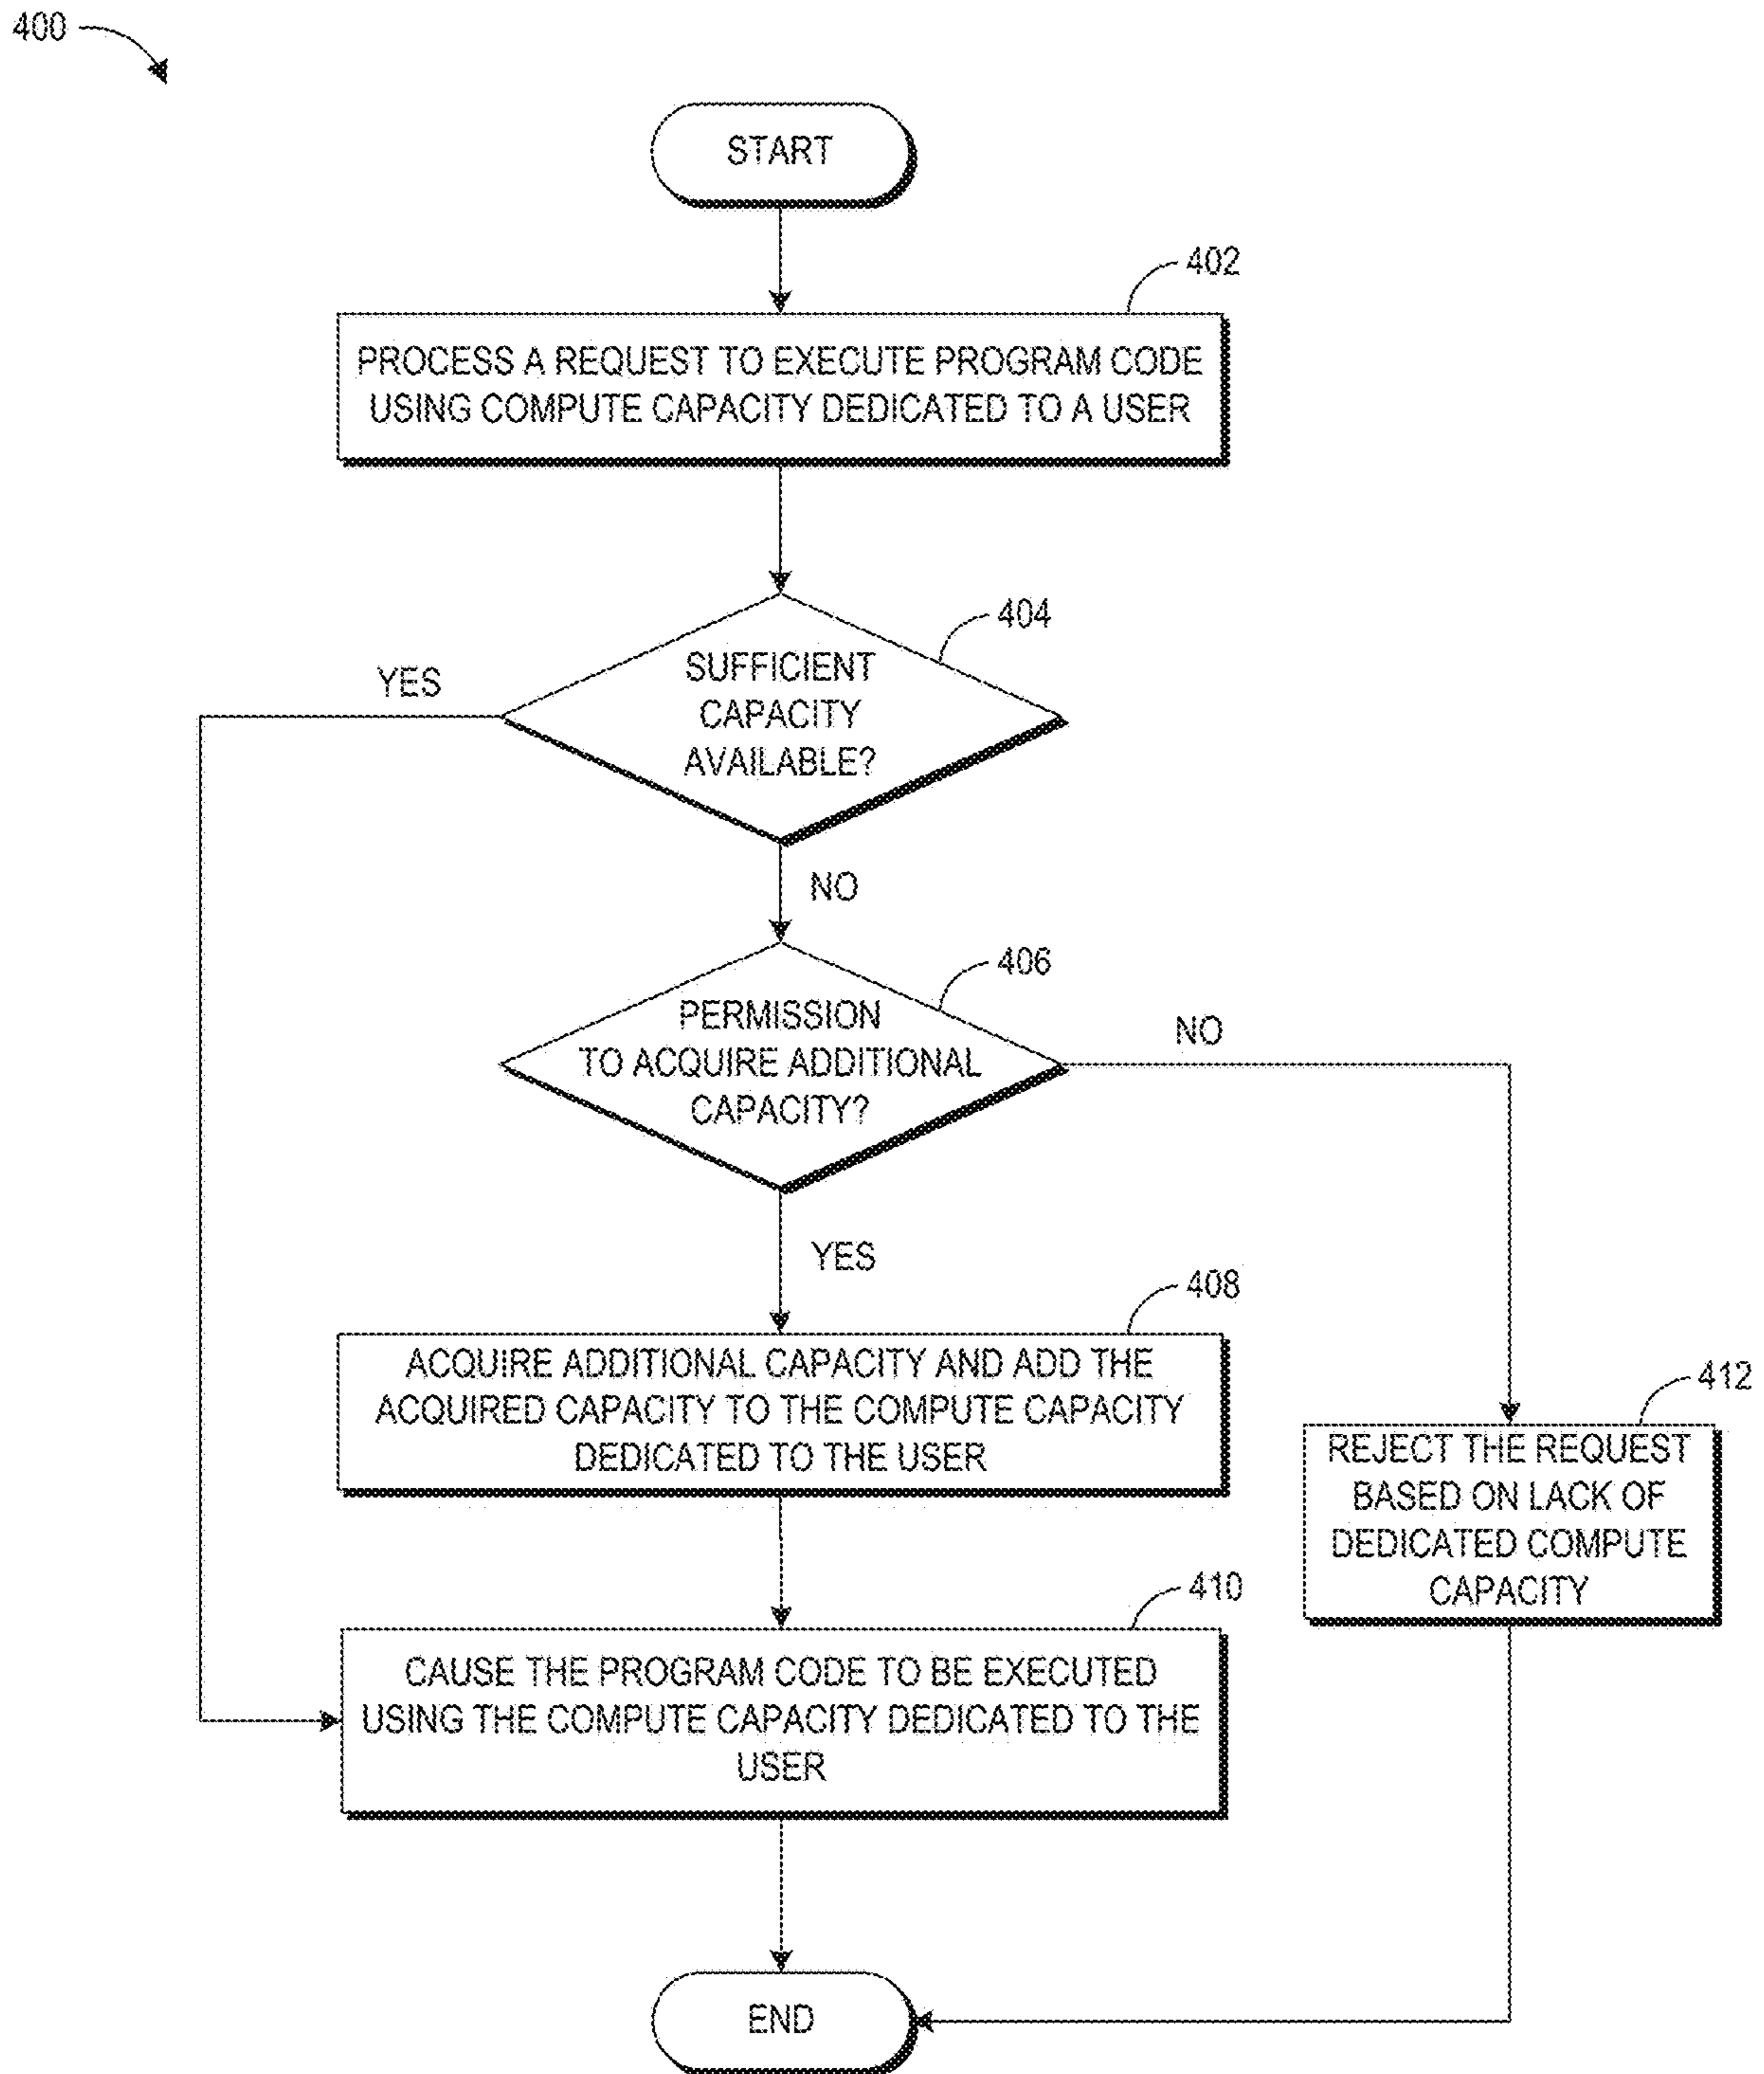 400
START
402
PROCESS A REQUEST TO EXECUTE PROGRAM CODE
USING COMPUTE CAPACITY DEDICATED TO A USER
404
SUFFICIENT
CAPACITY
AVAILABLE?
YES
NO
406
PERMISSION
TO ACQUIRE ADDITIONAL
CAPACITY?
NO
YES
408
ACQUIRE ADDITIONAL CAPACITY AND ADD THE
ACQUIRED CAPACITY TO THE COMPUTE CAPACITY
DEDICATED TO THE USER
412
REJECT THE REQUEST
BASED ON LACK OF
DEDICATED COMPUTE
CAPACITY
410
CAUSE THE PROGRAM CODE TO BE EXECUTED
USING THE COMPUTE CAPACITY DEDICATED TO THE
USER
END